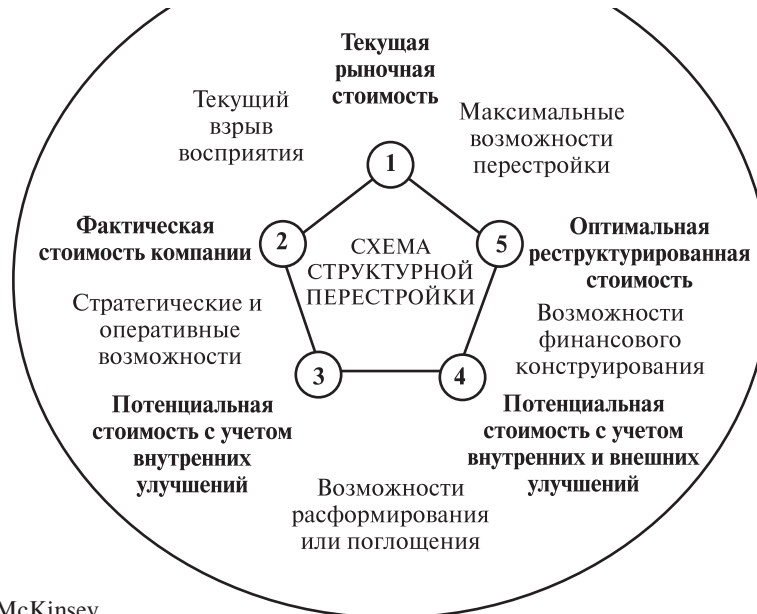 Текущая
рыночная
стоимость
Текущий
взрыв
восприятия
Максимальные
возможности
перестройки
1
Фактическая
стоимость компании
2
СХЕМА
СТРУКТУРНОЙ
ПЕРЕСТРОЙКИ
5
Оптимальная
реструктурированная
стоимость
Стратегические и
оперативные
возможности
Возможности
финансового
конструирования
3
4
Потенциальная
стоимость с учетом
внутренних
улучшений
Потенциальная
стоимость с учетом
внутренних и внешних
улучшений
Возможности
расформирования
или поглощения
McKinsey